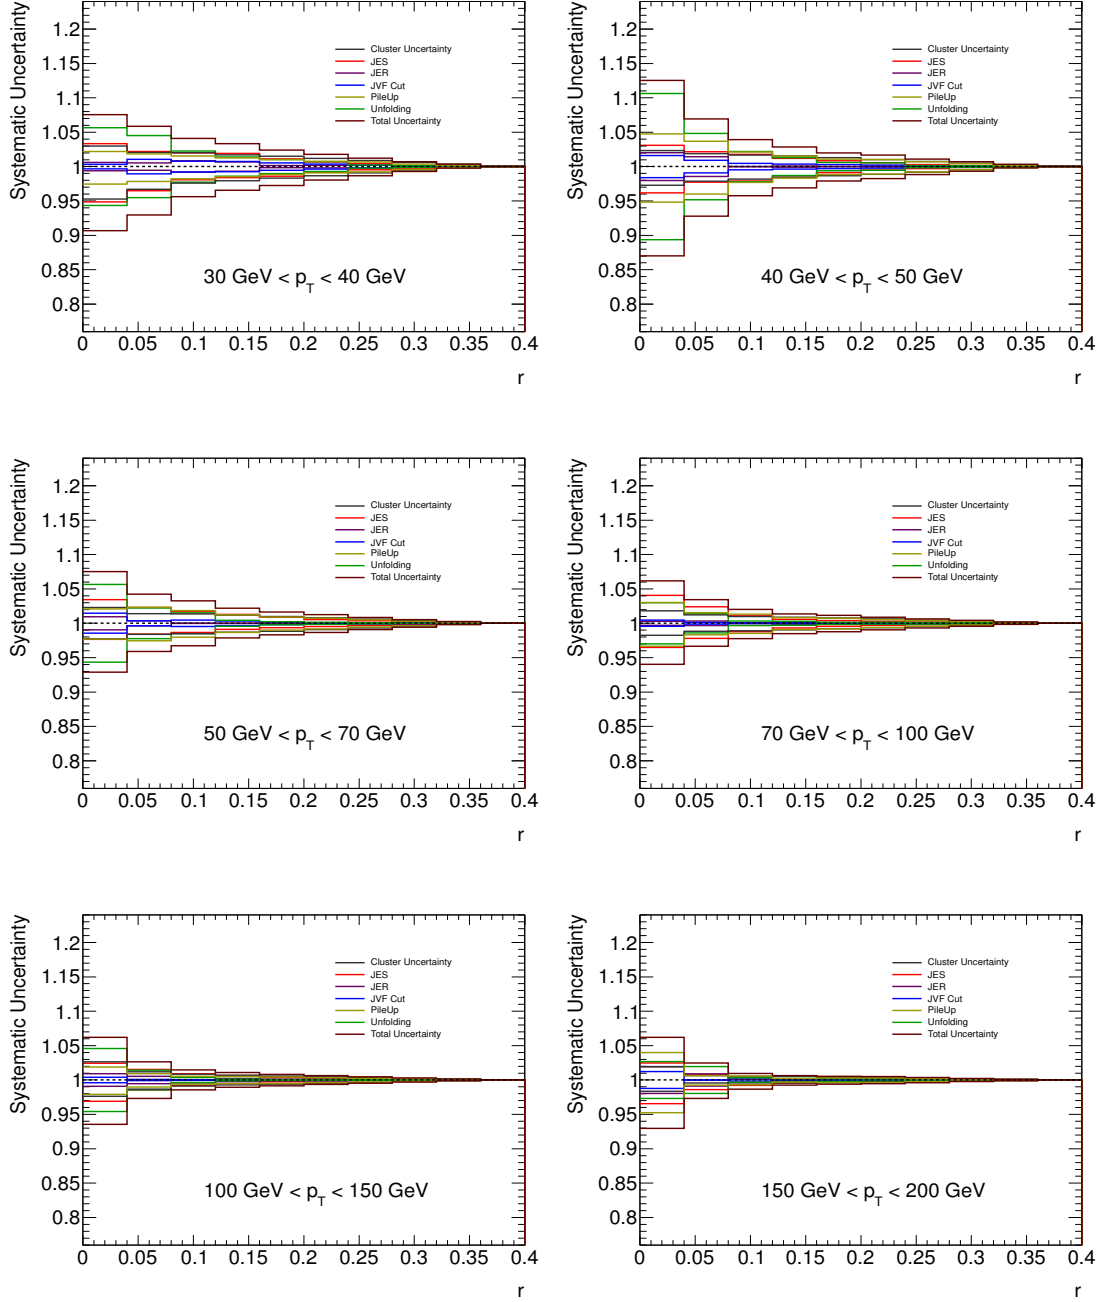 Systematic Uncertainty
1.2
1.15
1.1
1.05
1
0.95
0.9
0.85
0.8
Cluster Uncertainty
JES
JER
JVF Cut
PileUp
Unfolding
Total Uncertainty
30 GeV < p_T < 40 GeV
0 0.05 0.1 0.15 0.2 0.25 0.3 0.35 0.4
r
Systematic Uncertainty
1.2
1.15
1.1
1.05
1
0.95
0.9
0.85
0.8
Cluster Uncertainty
JES
JER
JVF Cut
PileUp
Unfolding
Total Uncertainty
40 GeV < p_T < 50 GeV
0 0.05 0.1 0.15 0.2 0.25 0.3 0.35 0.4
r
Systematic Uncertainty
1.2
1.15
1.1
1.05
1
0.95
0.9
0.85
0.8
Cluster Uncertainty
JES
JER
JVF Cut
PileUp
Unfolding
Total Uncertainty
50 GeV < p_T < 70 GeV
0 0.05 0.1 0.15 0.2 0.25 0.3 0.35 0.4
r
Systematic Uncertainty
1.2
1.15
1.1
1.05
1
0.95
0.9
0.85
0.8
Cluster Uncertainty
JES
JER
JVF Cut
PileUp
Unfolding
Total Uncertainty
70 GeV < p_T < 100 GeV
0 0.05 0.1 0.15 0.2 0.25 0.3 0.35 0.4
r
Systematic Uncertainty
1.2
1.15
1.1
1.05
1
0.95
0.9
0.85
0.8
Cluster Uncertainty
JES
JER
JVF Cut
PileUp
Unfolding
Total Uncertainty
100 GeV < p_T < 150 GeV
0 0.05 0.1 0.15 0.2 0.25 0.3 0.35 0.4
r
Systematic Uncertainty
1.2
1.15
1.1
1.05
1
0.95
0.9
0.85
0.8
Cluster Uncertainty
JES
JER
JVF Cut
PileUp
Unfolding
Total Uncertainty
150 GeV < p_T < 200 GeV
0 0.05 0.1 0.15 0.2 0.25 0.3 0.35 0.4
r